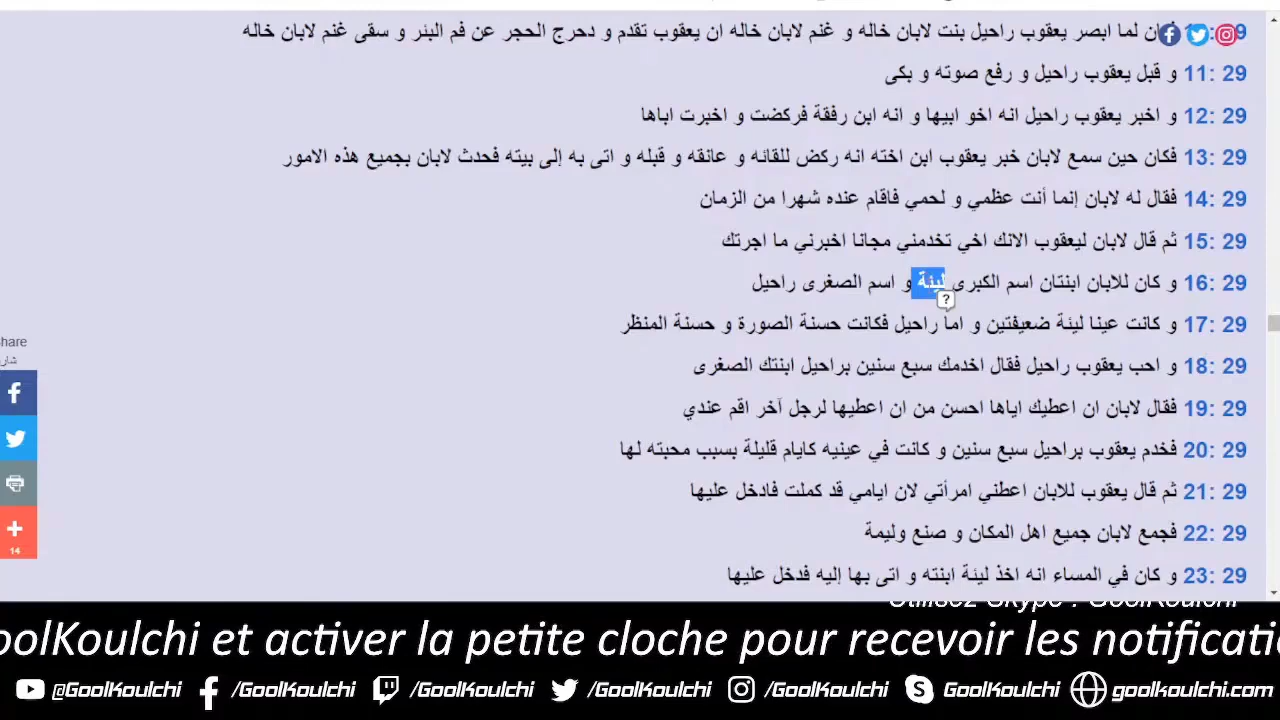 29 :10 فكان لما ابصر يعقوب راحيل بنت لابان خاله و غنم لابان خاله ان يعقوب تقدم و دحرج الحجر عن فم البئر و سقى غنم لابان خاله
29 :11 و قبل يعقوب راحيل و رفع صوته و بكى
29 :12 و اخبر يعقوب راحيل انه اخو ابيها و انه ابن رفقة فركضت و اخبرت اباها
29 :13 فكان حين سمع لابان خبر يعقوب ابن اخته انه ركض للقائه و عانقه و قبله و اتى به إلى بيته فحدث لابان بجميع هذه الامور
29 :14 فقال له لابان إنما أنت عظمي و لحمي فاقام عنده شهرا من الزمان
29 :15 ثم قال لابان ليعقوب الانك اخي تخدمني مجانا اخبرني ما اجرتك
29 :16 و كان للابان ابنتان اسم الكبرى ليئة و اسم الصغرى راحيل
29 :17 و كانت عينا ليئة ضعيفتين و اما راحيل فكانت حسنة الصورة و حسنة المنظر
29 :18 و احب يعقوب راحيل فقال اخدمك سبع سنين براحيل ابنتك الصغرى
29 :19 فقال لابان ان اعطيك اياها احسن من ان اعطيها لرجل آخر اقم عندي
29 :20 فخدم يعقوب براحيل سبع سنين و كانت في عينيه كايام قليلة بسبب محبته لها
29 :21 ثم قال يعقوب للابان اعطني امرأتي لان ايامي قد كملت فادخل عليها
29 :22 فجمع لابان جميع اهل المكان و صنع وليمة
29 :23 و كان في المساء انه اخذ ليئة ابنته و اتى بها إليه فدخل عليها
hare
شار
14
Utilisez Skype : GoolKoulchi
oolKoulchi et activer la petite cloche pour recevoir les notificati
@GoolKoulchi /GoolKoulchi /GoolKoulchi /GoolKoulchi /GoolKoulchi GoolKoulchi goolkoulchi.com